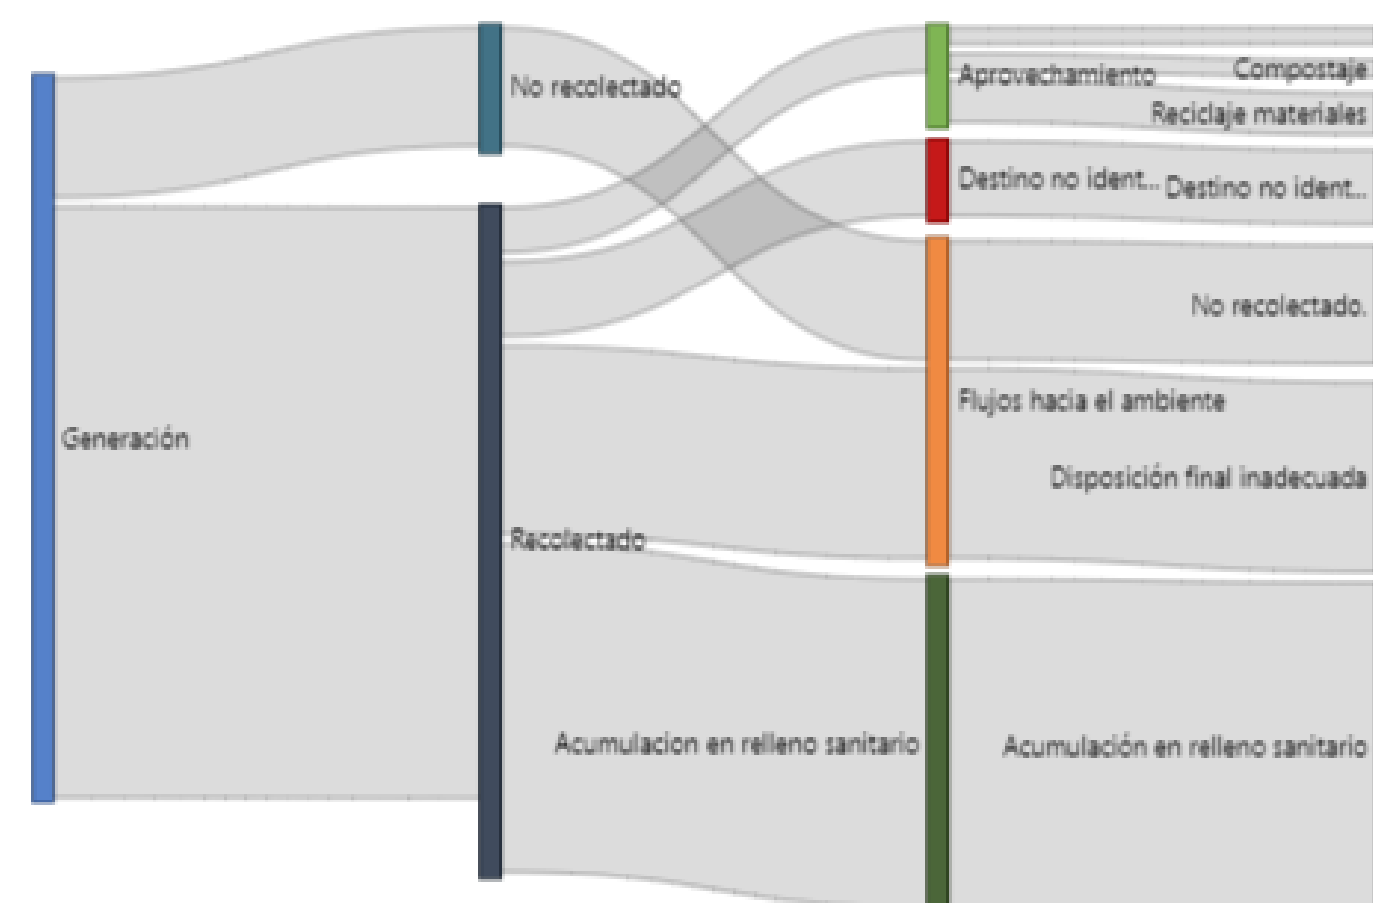 No recolectado
Aprovechamiento
Compostaje
Reciclaje materiales
Destino no ident...
Destino no ident...
No recolectado.
Flujos hacia el ambiente
Generación
Disposición final inadecuada
Recolectado
Acumulacion en relleno sanitario
Acumulación en relleno sanitario